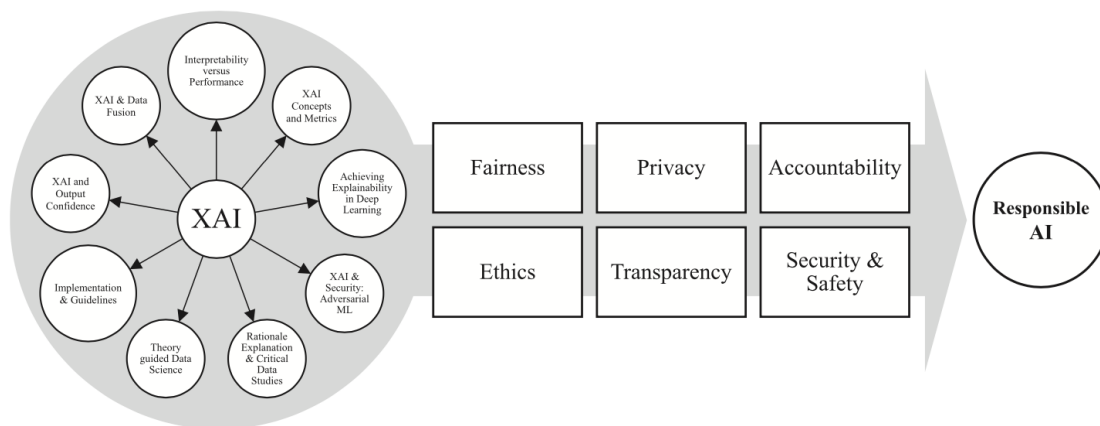 Interpretability
versus
Performance
XAI & Data
Fusion
XAI
Concepts
and Metrics
XAI and
Output
Confidence
Achieving
Explainability
in Deep
Learning
XAI
Implementation
& Guidelines
XAI &
Security:
Adversarial
ML
Theory
guided Data
Science
Rationale
Explanation
& Critical
Data
Studies
Fairness
Privacy
Accountability
Ethics
Transparency
Security &
Safety
Responsible
AI